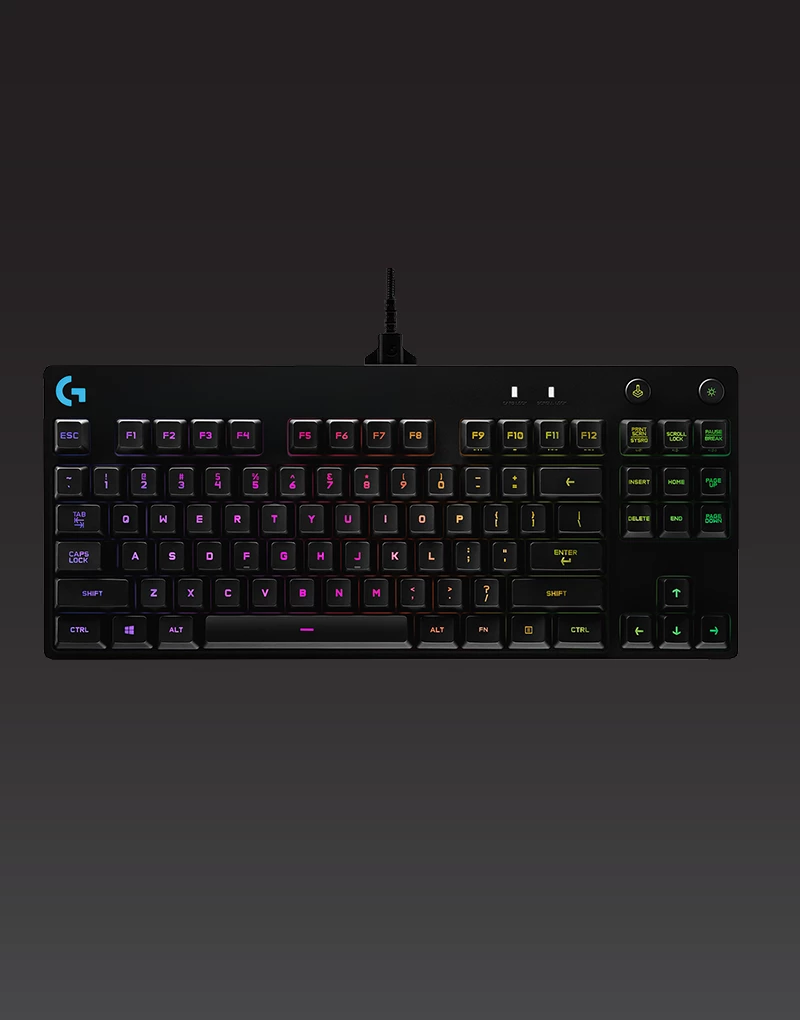 G
ESC F1 F2 F3 F4 F5 F6 F7 F8 F9 F10 F11 F12 PRINT SCRN SYSRQ SCROLL LOCK PAUSE BREAK
1 2 3 4 5 6 7 8 9 0 - = ← INSERT HOME PAGE UP
TAB Q W E R T Y U I O P DELETE END PAGE DOWN
CAPS LOCK A S D F G H J K L ENTER
SHIFT Z X C V B N M < > ? / SHIFT ↑
CTRL ALT ALT FN CTRL ← ↓ →